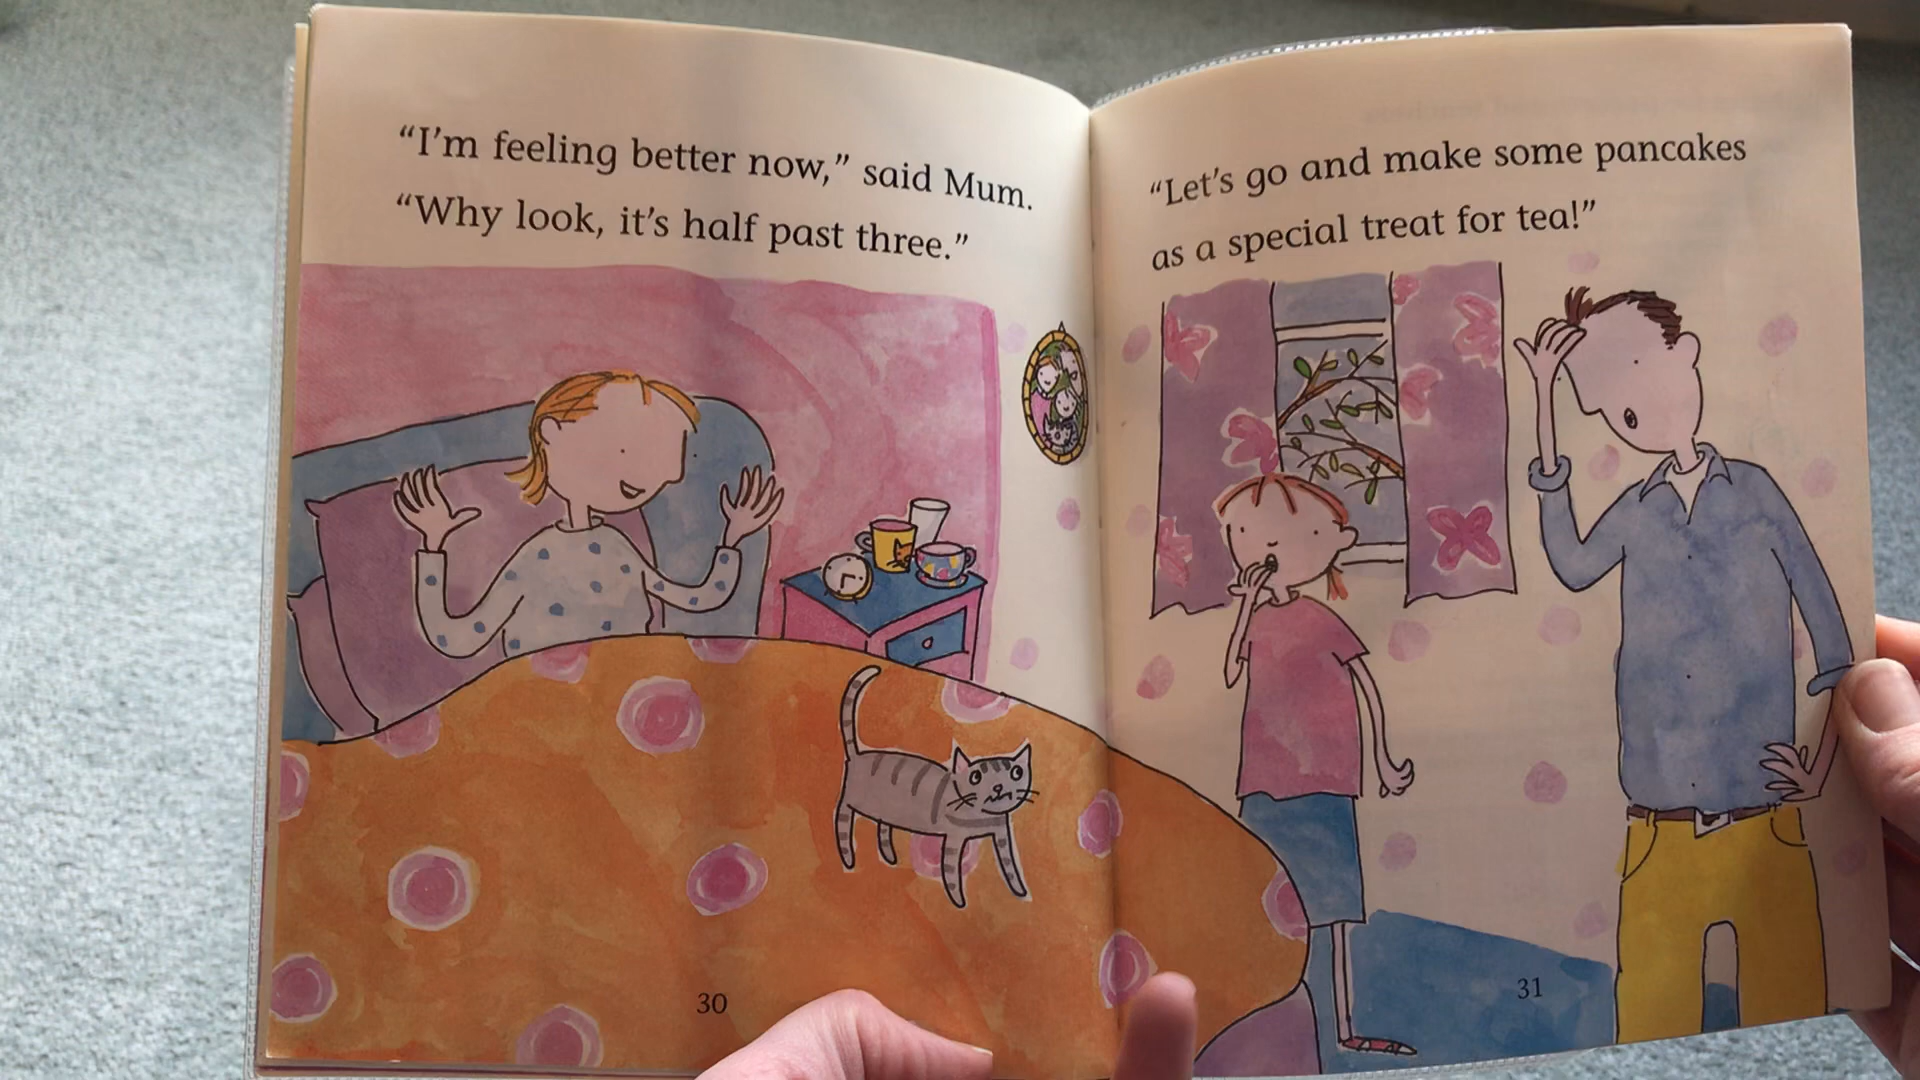 “I’m feeling better now,” said Mum.
“Why look, it’s half past three.”
30
“Let’s go and make some pancakes
as a special treat for tea!”
31